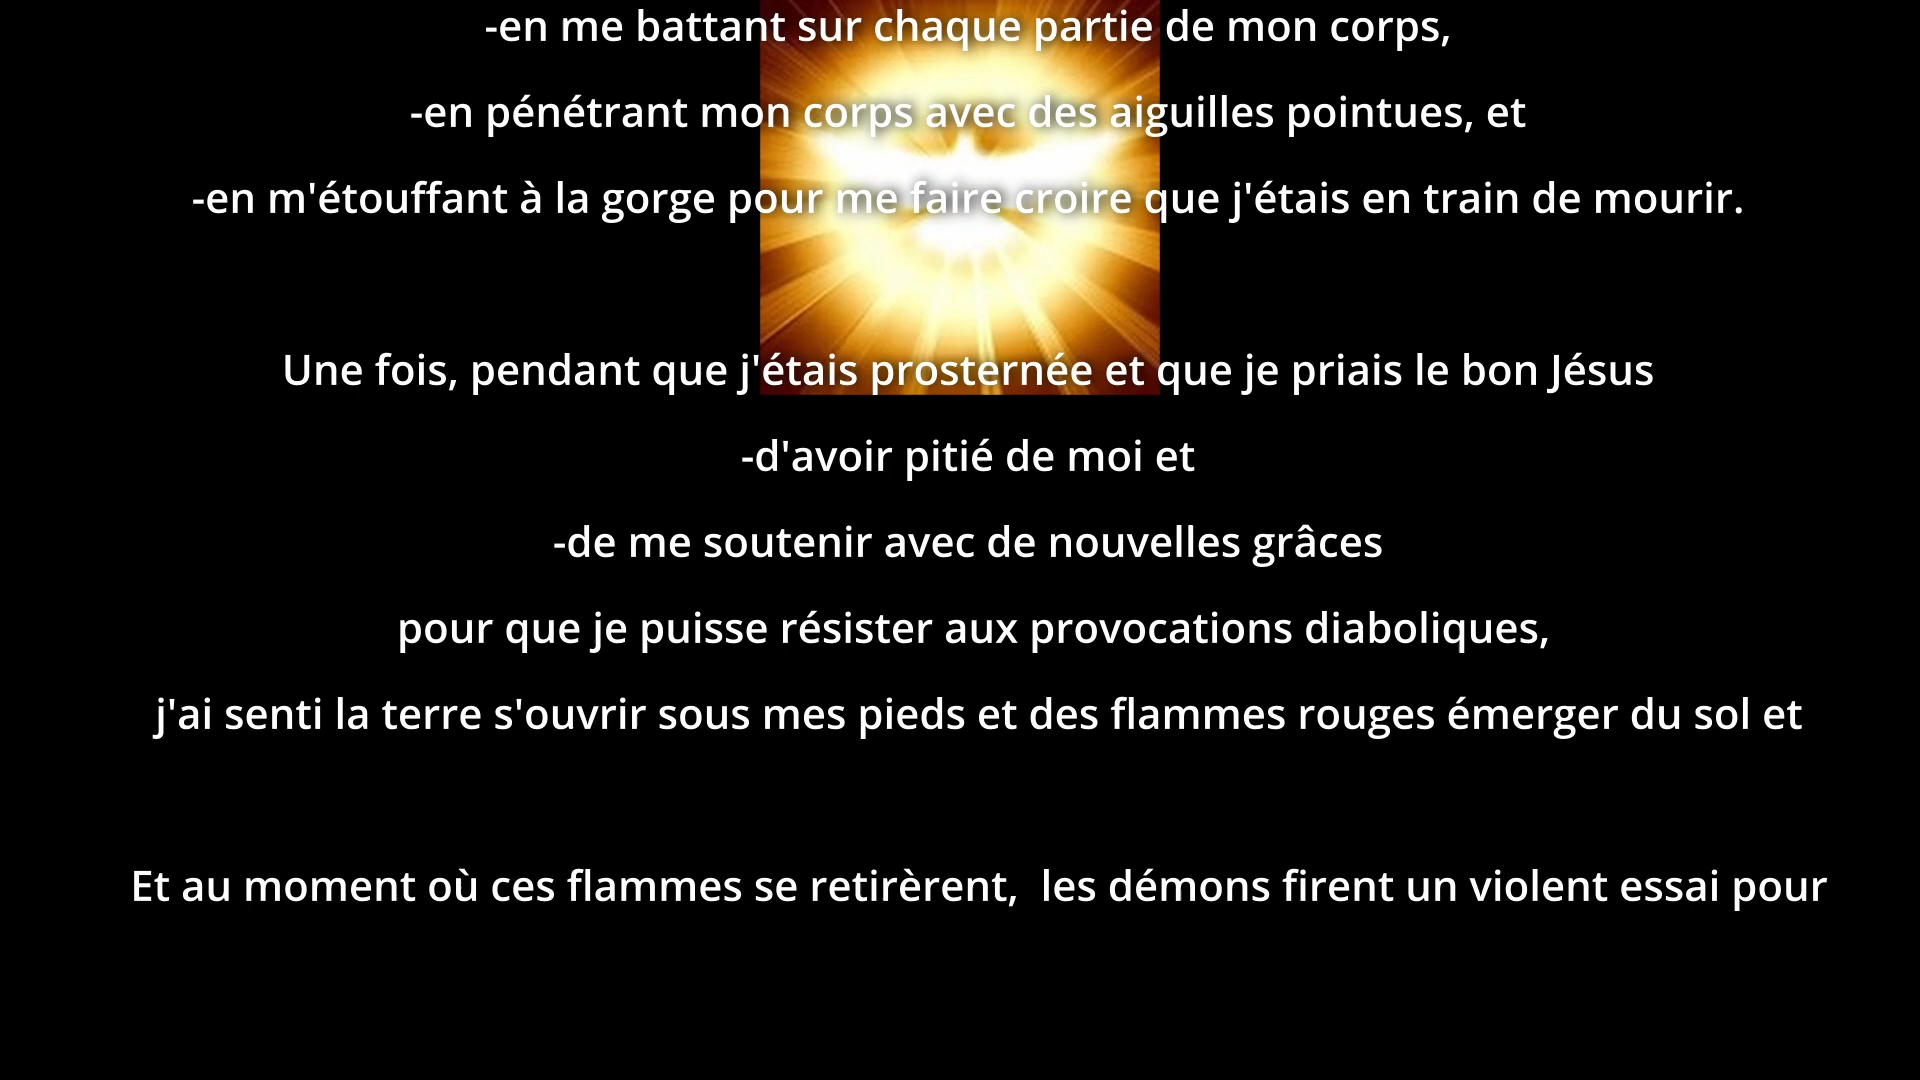 -en me battant sur chaque partie de mon corps,
-en pénétrant mon corps avec des aiguilles pointues, et
-en m'étouffant à la gorge pour me faire croire que j'étais en train de mourir.
Une fois, pendant que j'étais prosternée et que je priais le bon Jésus
-d'avoir pitié de moi et
-de me soutenir avec de nouvelles grâces
pour que je puisse résister aux provocations diaboliques,
j'ai senti la terre s'ouvrir sous mes pieds et des flammes rouges émerger du sol et
Et au moment où ces flammes se retirèrent,  les démons firent un violent essai pour